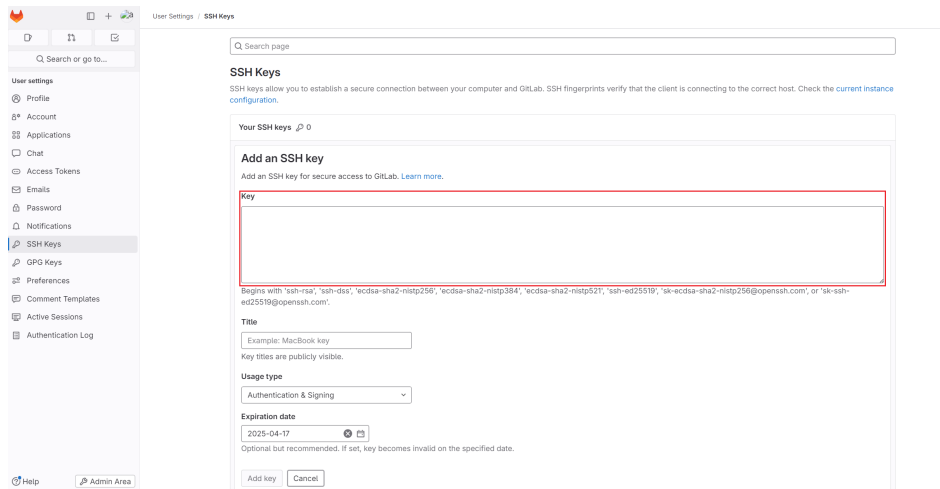 User Settings / SSH Keys
Search or go to...
User settings
Profile
Account
Applications
Chat
Access Tokens
Emails
Password
Notifications
SSH Keys
GPG Keys
Preferences
Comment Templates
Active Sessions
Authentication Log
Help
Admin Area
Search page
SSH Keys
SSH keys allow you to establish a secure connection between your computer and GitLab. SSH fingerprints verify that the client is connecting to the correct host. Check the current instance
configuration.
Your SSH keys 0
Add an SSH key
Add an SSH key for secure access to GitLab. Learn more.
Key
Begins with 'ssh-rsa', 'ssh-dss', 'ecdsa-sha2-nistp256', 'ecdsa-sha2-nistp384', 'ecdsa-sha2-nistp521', 'ssh-ed25519', 'sk-ecdsa-sha2-nistp256@openssh.com', or 'sk-ssh-
ed25519@openssh.com'.
Title
Example: MacBook key
Key titles are publicly visible.
Usage type
Authentication & Signing
Expiration date
2025-04-17
Optional but recommended. If set, key becomes invalid on the specified date.
Add key
Cancel